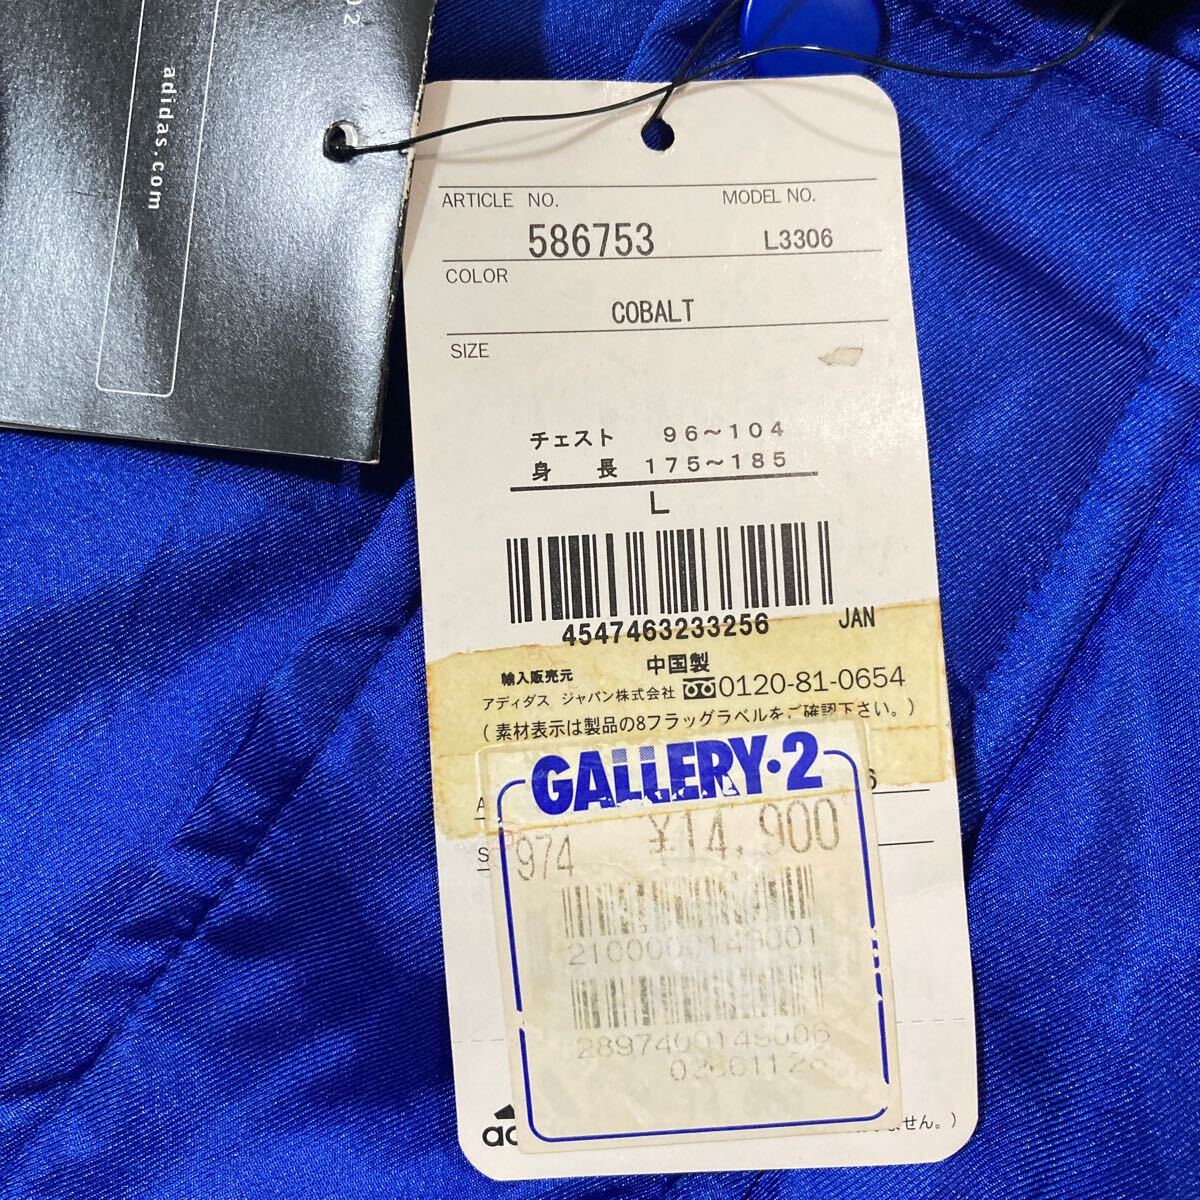 adidas.com
ARTICLE NO.
MODEL NO.
586753
L3306
COLOR
COBALT
SIZE
チェスト 96～104
身 長 175～185
L
4547463233256
JAN
中国製
輸入販売元
アディダス ジャパン株式会社 0120-81-0654
(素材表示は製品の8フラッグラベルをご確認下さい。)
GALLERY・2
974
¥14,900
せん。)